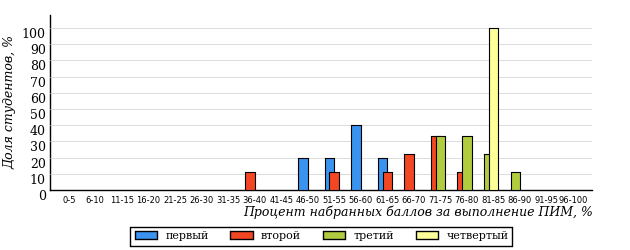 Доля студентов, %
100
90
80
70
60
50
40
30
20
10
0
0-5 6-10 11-15 16-20 21-25 26-30 31-35 36-40 41-45 46-50 51-55 56-60 61-65 66-70 71-75 76-80 81-85 86-90 91-95 96-100
Процент набранных баллов за выполнение ПИМ, %
первый второй третий четвертый